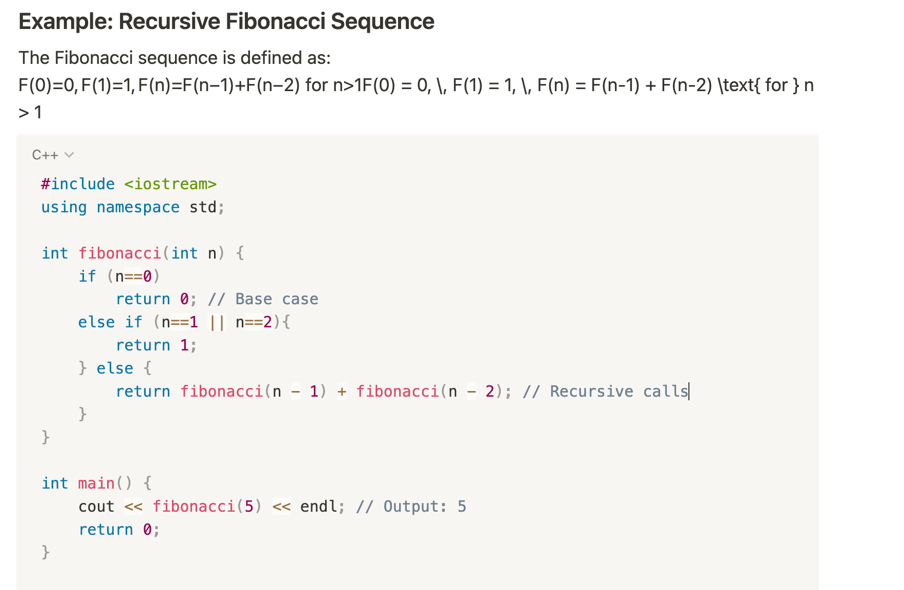 Example: Recursive Fibonacci Sequence
The Fibonacci sequence is defined as:
F(0)=0, F(1)=1, F(n)=F(n−1)+F(n−2) for n>1F(0) = 0, \, F(1) = 1, \, F(n) = F(n-1) + F(n-2) \text{ for } n
> 1
C++
#include <iostream>
using namespace std;

int fibonacci(int n) {
    if (n==0)
        return 0; // Base case
    else if (n==1 || n==2){
        return 1;
    } else {
        return fibonacci(n - 1) + fibonacci(n - 2); // Recursive calls
    }
}

int main() {
    cout << fibonacci(5) << endl; // Output: 5
    return 0;
}